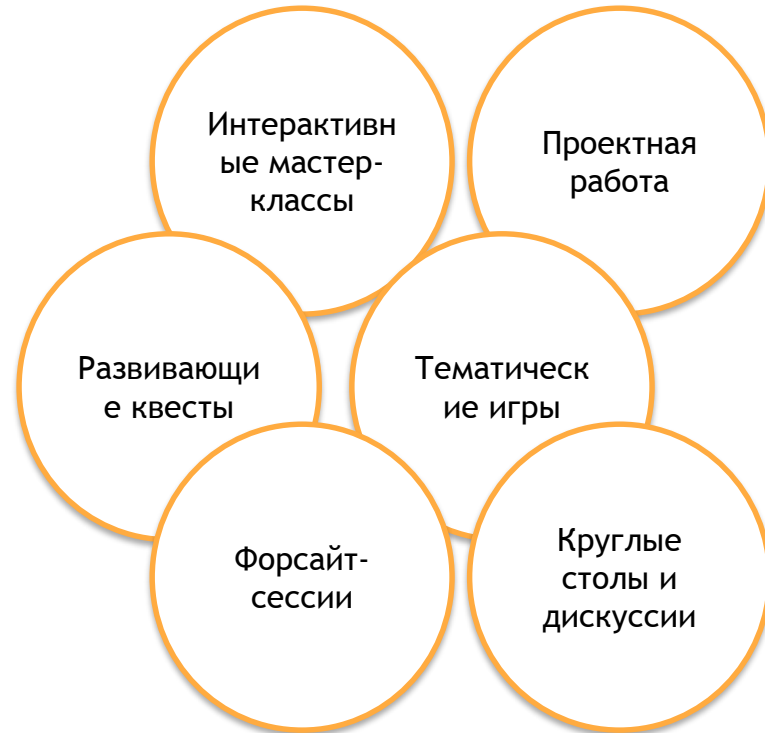 Интерактивн
ые мастер-
классы
Проектная
работа
Развивающи
е квесты
Тематическ
ие игры
Форсайт-
сессии
Круглые
столы и
дискуссии